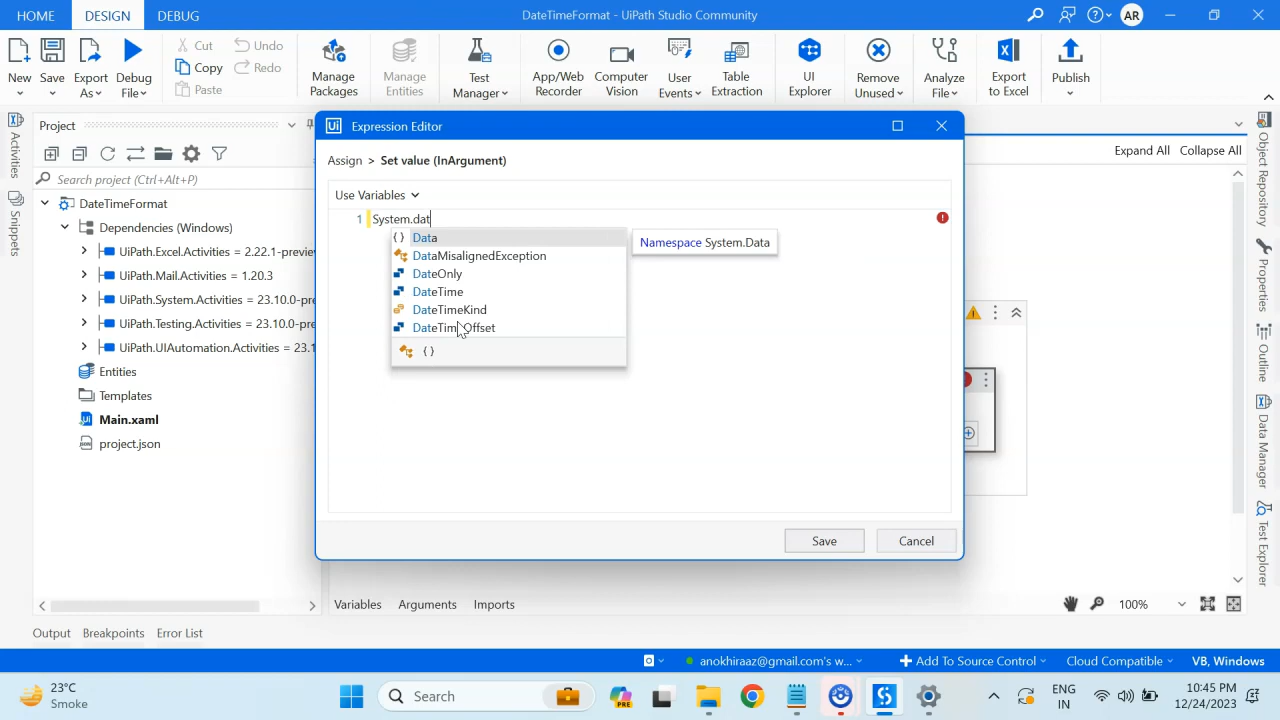 HOME DESIGN DEBUG DateTimeFormat - UiPath Studio Community AR
New Save Export As Debug File
Cut Undo
Copy Redo
Paste
Manage Packages
Manage Entities
Test Manager
App/Web Recorder
Computer Vision
User Events
Table Extraction
UI Explorer
Remove Unused
Analyze File
Export to Excel
Publish
Project
Search project (Ctrl+Alt+P)
DateTimeFormat
Dependencies (Windows)
UiPath.Excel.Activities = 2.22.1-previe
UiPath.Mail.Activities = 1.20.3
UiPath.System.Activities = 23.10.0-pre
UiPath.Testing.Activities = 23.10.0-pre
UiPath.UIAutomation.Activities = 23.1
Entities
Templates
Main.xaml
project.json
Activities
Snippets
Ui Expression Editor
Assign > Set value (InArgument)
Use Variables
1 System.dat
{ } Data
DataMisalignedException
DateOnly
DateTime
DateTimeKind
DateTimeOffset
{ }
Namespace System.Data
Save Cancel
Expand All Collapse All
Object Repository
Properties
Outline
Data Manager
Test Explorer
Variables Arguments Imports 100%
Output Breakpoints Error List
anokhiraaz@gmail.com's w... Add To Source Control Cloud Compatible VB, Windows
23°C
Smoke
Search
PRE
ENG
IN
10:45 PM
12/24/2023